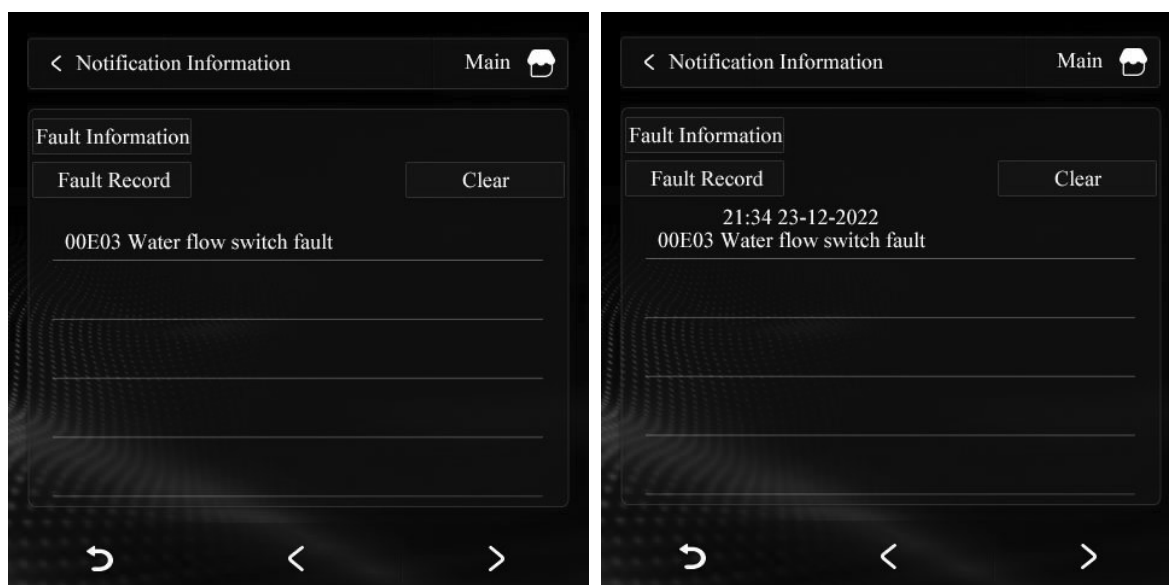 Notification Information Main
Fault Information
Fault Record Clear
00E03 Water flow switch fault
Notification Information Main
Fault Information
Fault Record Clear
21:34 23-12-2022
00E03 Water flow switch fault